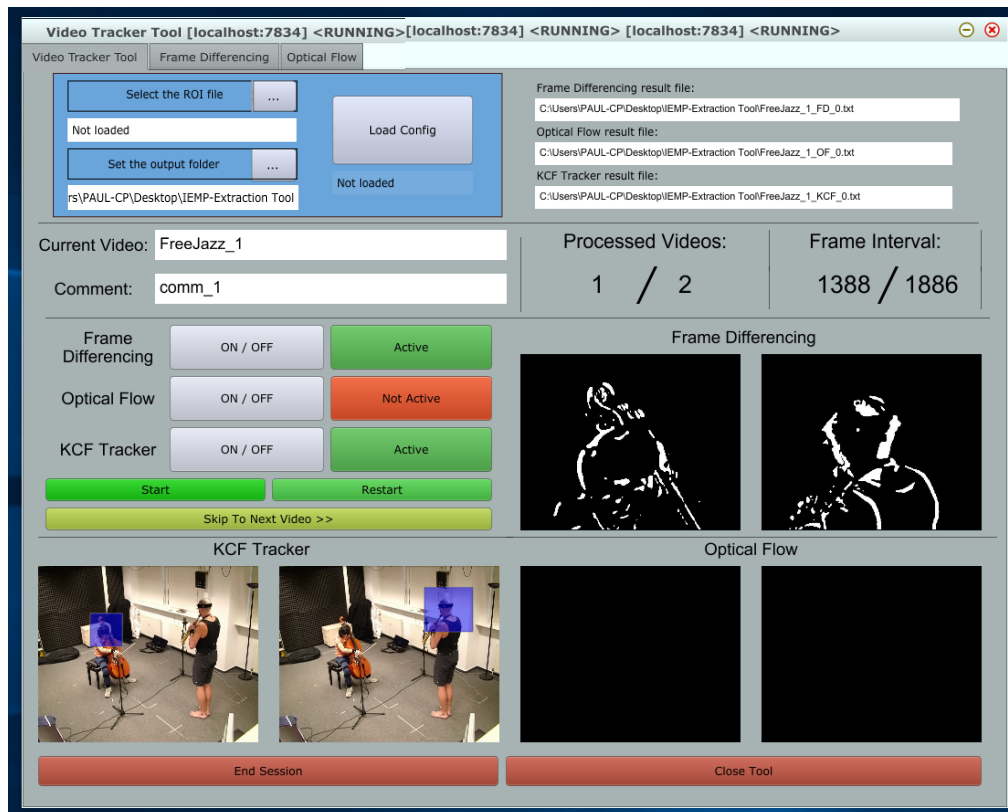 Video Tracker Tool [localhost:7834] <RUNNING>[localhost:7834] <RUNNING> [localhost:7834] <RUNNING>
Video Tracker Tool
Frame Differencing
Optical Flow
Select the ROI file
...
Not loaded
Set the output folder
...
rs\PAUL-CP\Desktop\IEMP-Extraction Tool
Load Config
Not loaded
Frame Differencing result file:
C:\Users\PAUL-CP\Desktop\IEMP-Extraction Tool\FreeJazz_1_FD_0.txt
Optical Flow result file:
C:\Users\PAUL-CP\Desktop\IEMP-Extraction Tool\FreeJazz_1_OF_0.txt
KCF Tracker result file:
C:\Users\PAUL-CP\Desktop\IEMP-Extraction Tool\FreeJazz_1_KCF_0.txt
Current Video: FreeJazz_1
Comment: comm_1
Processed Videos:
1 / 2
Frame Interval:
1388 / 1886
Frame
Differencing
ON / OFF
Active
Optical Flow
ON / OFF
Not Active
KCF Tracker
ON / OFF
Active
Start
Restart
Skip To Next Video >>
Frame Differencing
KCF Tracker
Optical Flow
End Session
Close Tool